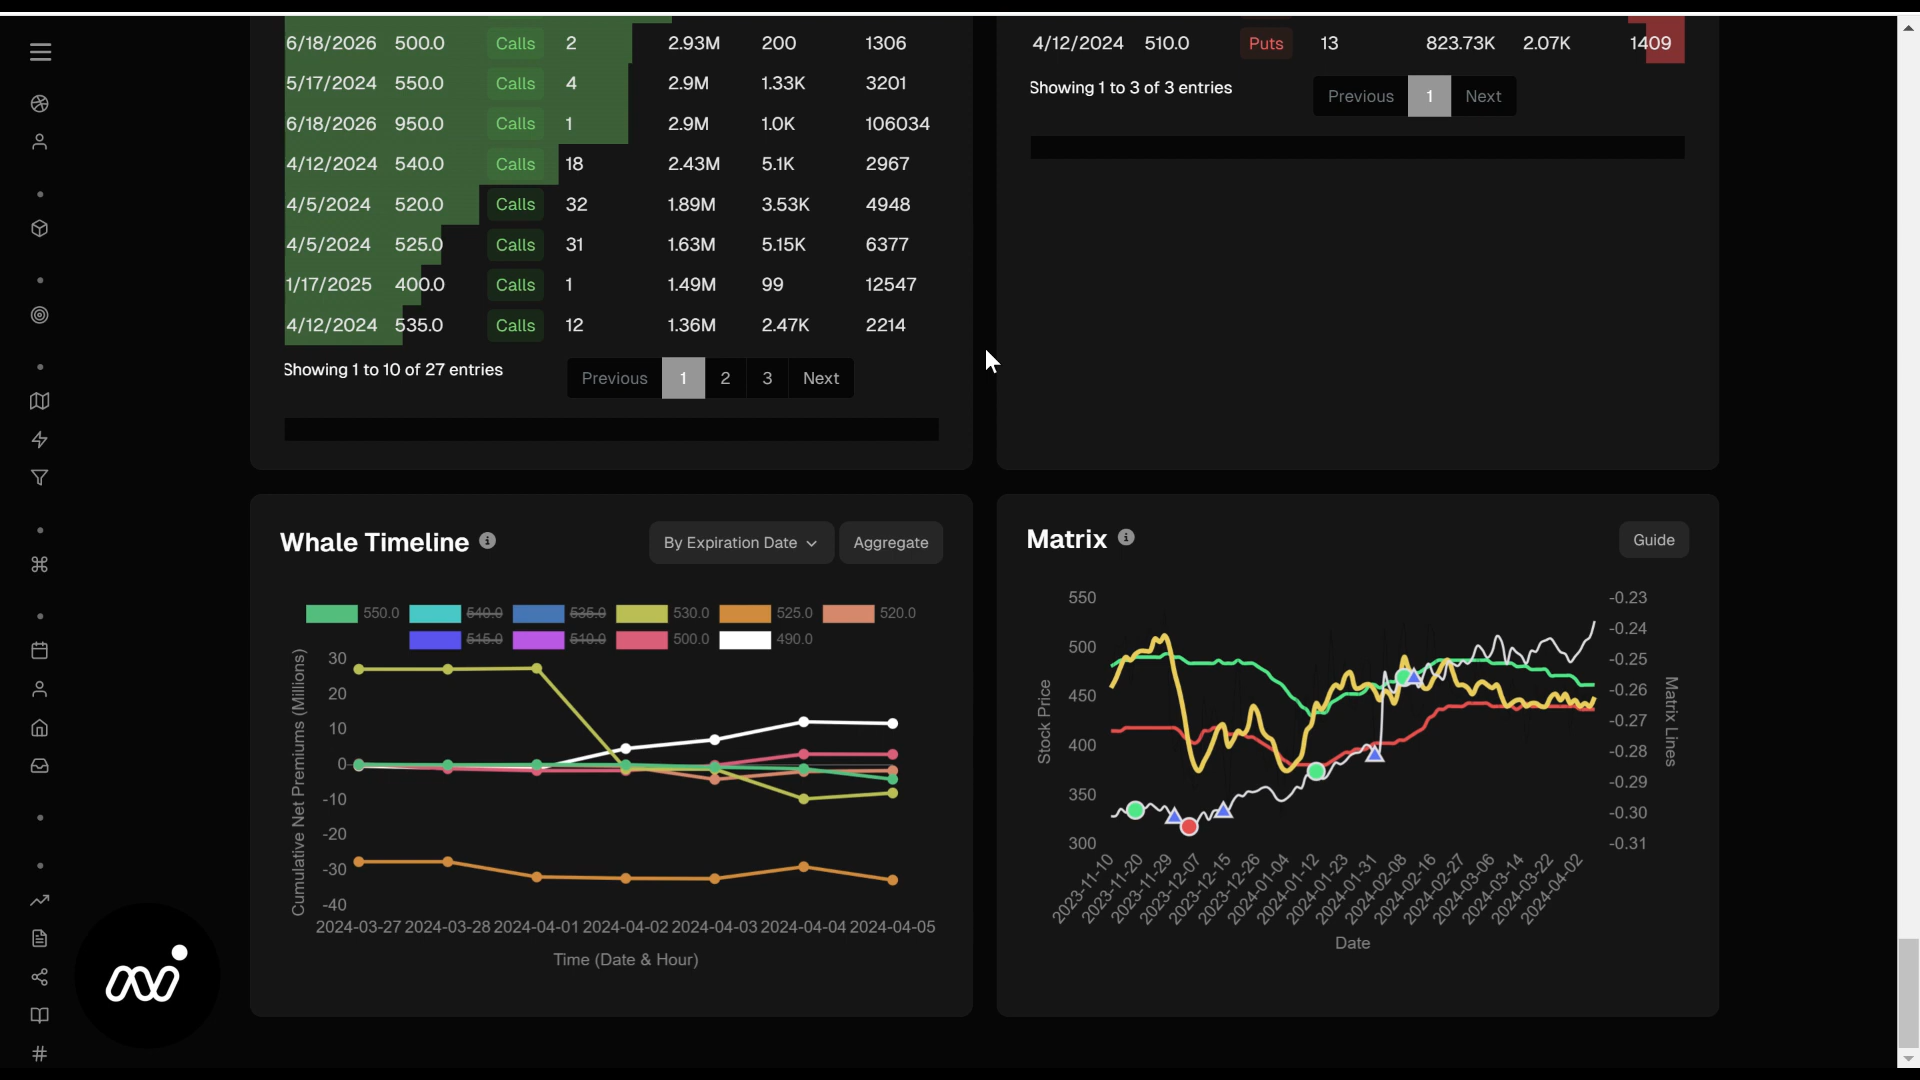 6/18/2026 500.0 Calls 2 2.93M 200 1306
5/17/2024 550.0 Calls 4 2.9M 1.33K 3201
6/18/2026 950.0 Calls 1 2.9M 1.0K 106034
4/12/2024 540.0 Calls 18 2.43M 5.1K 2967
4/5/2024 520.0 Calls 32 1.89M 3.53K 4948
4/5/2024 525.0 Calls 31 1.63M 5.15K 6377
1/17/2025 400.0 Calls 1 1.49M 99 12547
4/12/2024 535.0 Calls 12 1.36M 2.47K 2214
Showing 1 to 10 of 27 entries
Previous 1 2 3 Next
4/12/2024 510.0 Puts 13 823.73K 2.07K 1409
Showing 1 to 3 of 3 entries
Previous 1 Next
Whale Timeline
By Expiration Date
Aggregate
550.0 540.0 535.0 530.0 525.0 520.0
515.0 510.0 500.0 490.0
Cumulative Net Premiums (Millions)
30
20
10
0
-10
-20
-30
-40
2024-03-27 2024-03-28 2024-04-01 2024-04-02 2024-04-03 2024-04-04 2024-04-05
Time (Date & Hour)
Matrix
Guide
Stock Price
550
500
450
400
350
300
-0.23
-0.24
-0.25
-0.26
-0.27
-0.28
-0.29
-0.30
-0.31
Matrix Lines
2023-11-10 2023-11-20 2023-11-29 2023-12-07 2023-12-15 2023-12-26 2024-01-04 2024-01-12 2024-01-23 2024-01-31 2024-02-08 2024-02-16 2024-02-27 2024-03-06 2024-03-14 2024-03-22 2024-04-02
Date